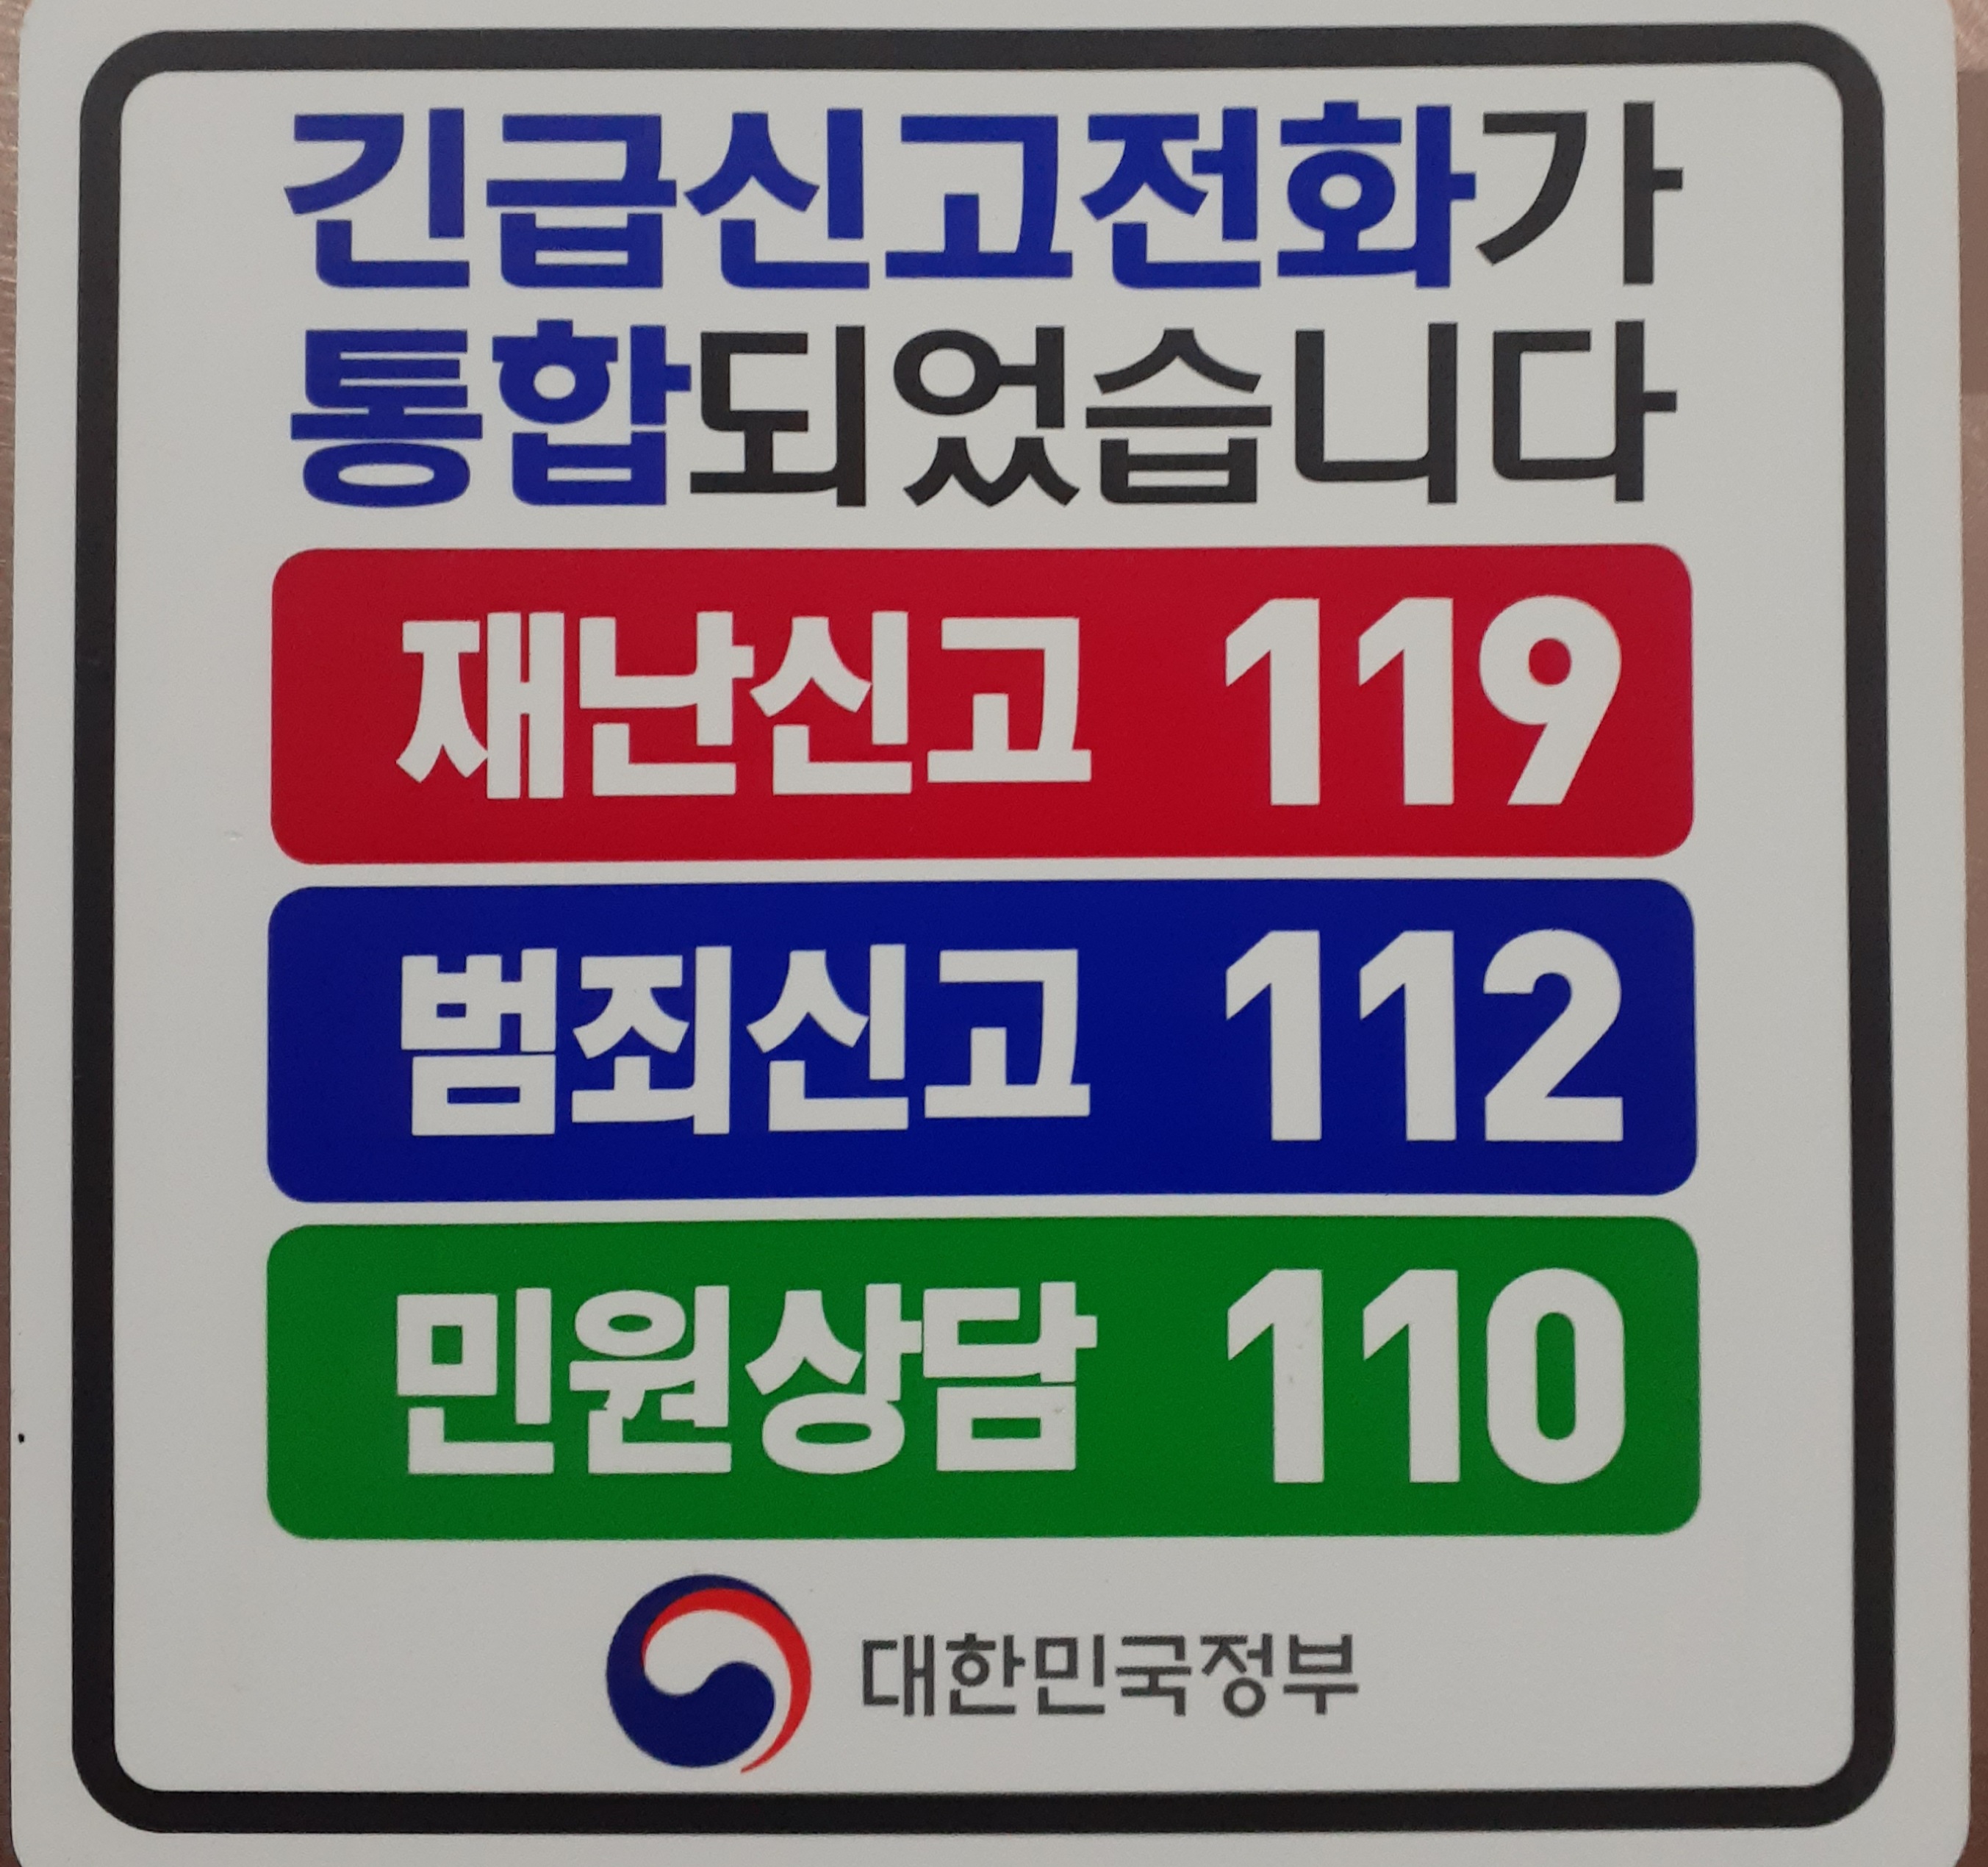 긴급신고전화가
통합되었습니다
재난신고 119
범죄신고 112
민원상담 110
대한민국정부